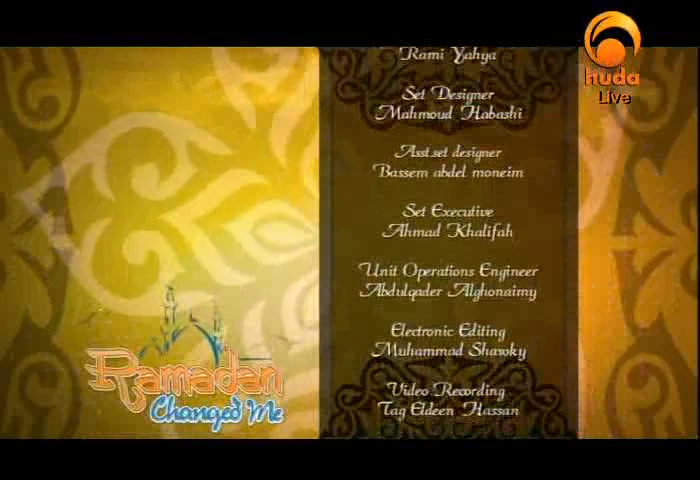 huda
Live
Rami Yahya
Set Designer
Mahmoud Habashi
Asst.set designer
Bassem abdel moneim
Set Executive
Ahmad Khalifah
Unit Operations Engineer
Abdulqader Alghonaimy
Electronic Editing
Muhammad Shawky
Video Recording
Tag Eldeen Hassan
Ramadan
Changed Me